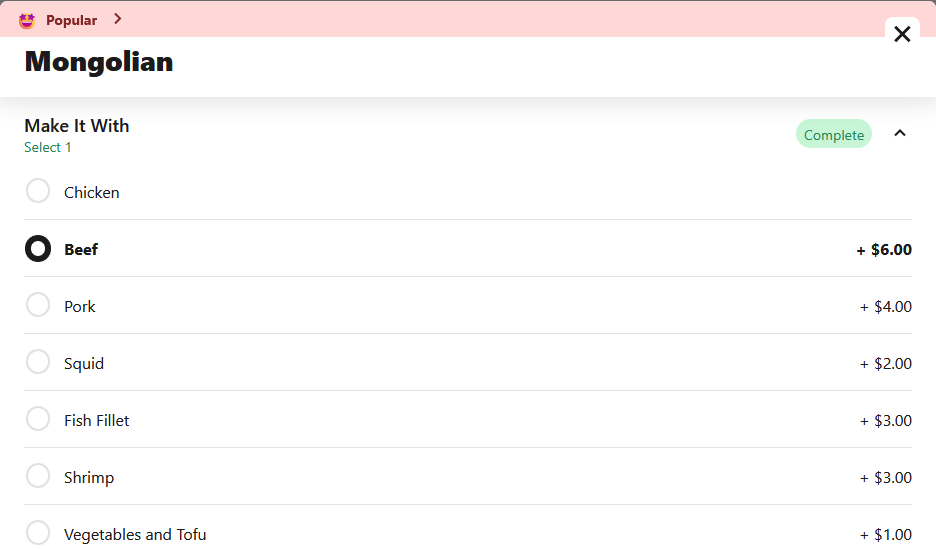 Popular
Mongolian
Make It With
Select 1
Complete
Chicken
Beef + $6.00
Pork + $4.00
Squid + $2.00
Fish Fillet + $3.00
Shrimp + $3.00
Vegetables and Tofu + $1.00